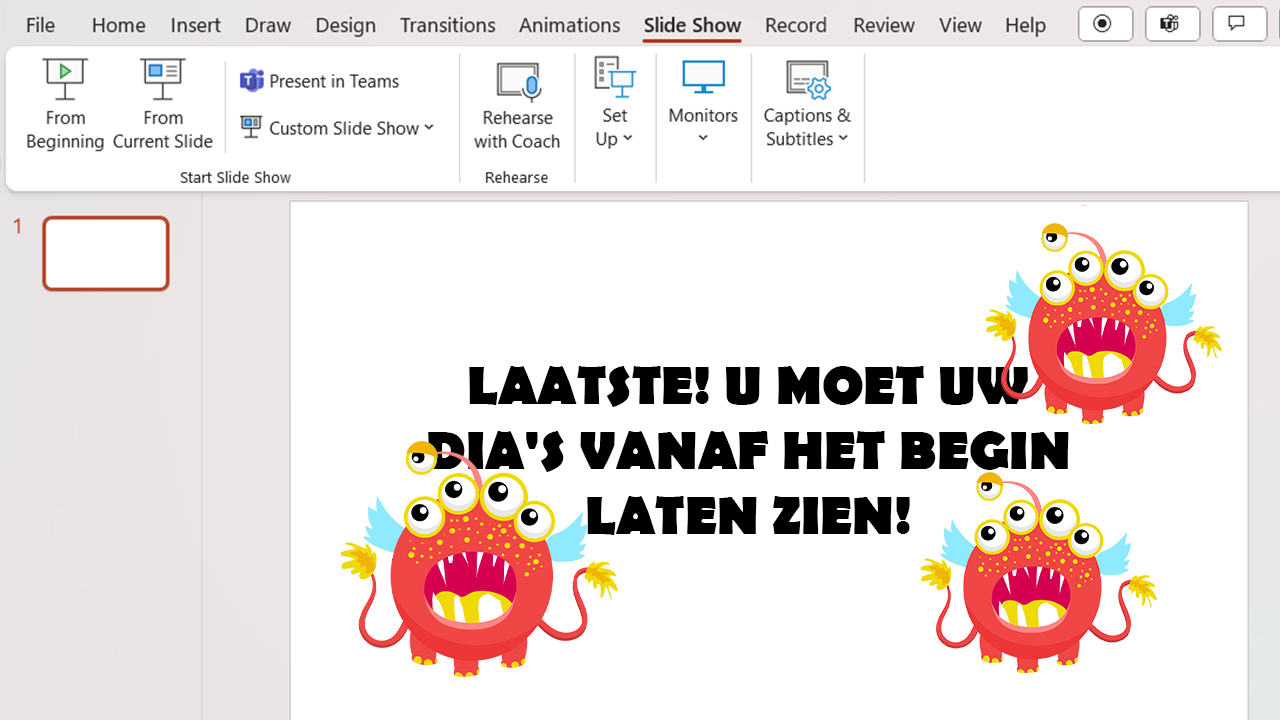 File Home Insert Draw Design Transitions Animations Slide Show Record Review View Help
From Beginning
From Current Slide
Present in Teams
Custom Slide Show
Start Slide Show
Rehearse with Coach
Rehearse
Set Up
Monitors
Captions & Subtitles
1
LAATSTE! U MOET UW
DIA'S VANAF HET BEGIN
LATEN ZIEN!